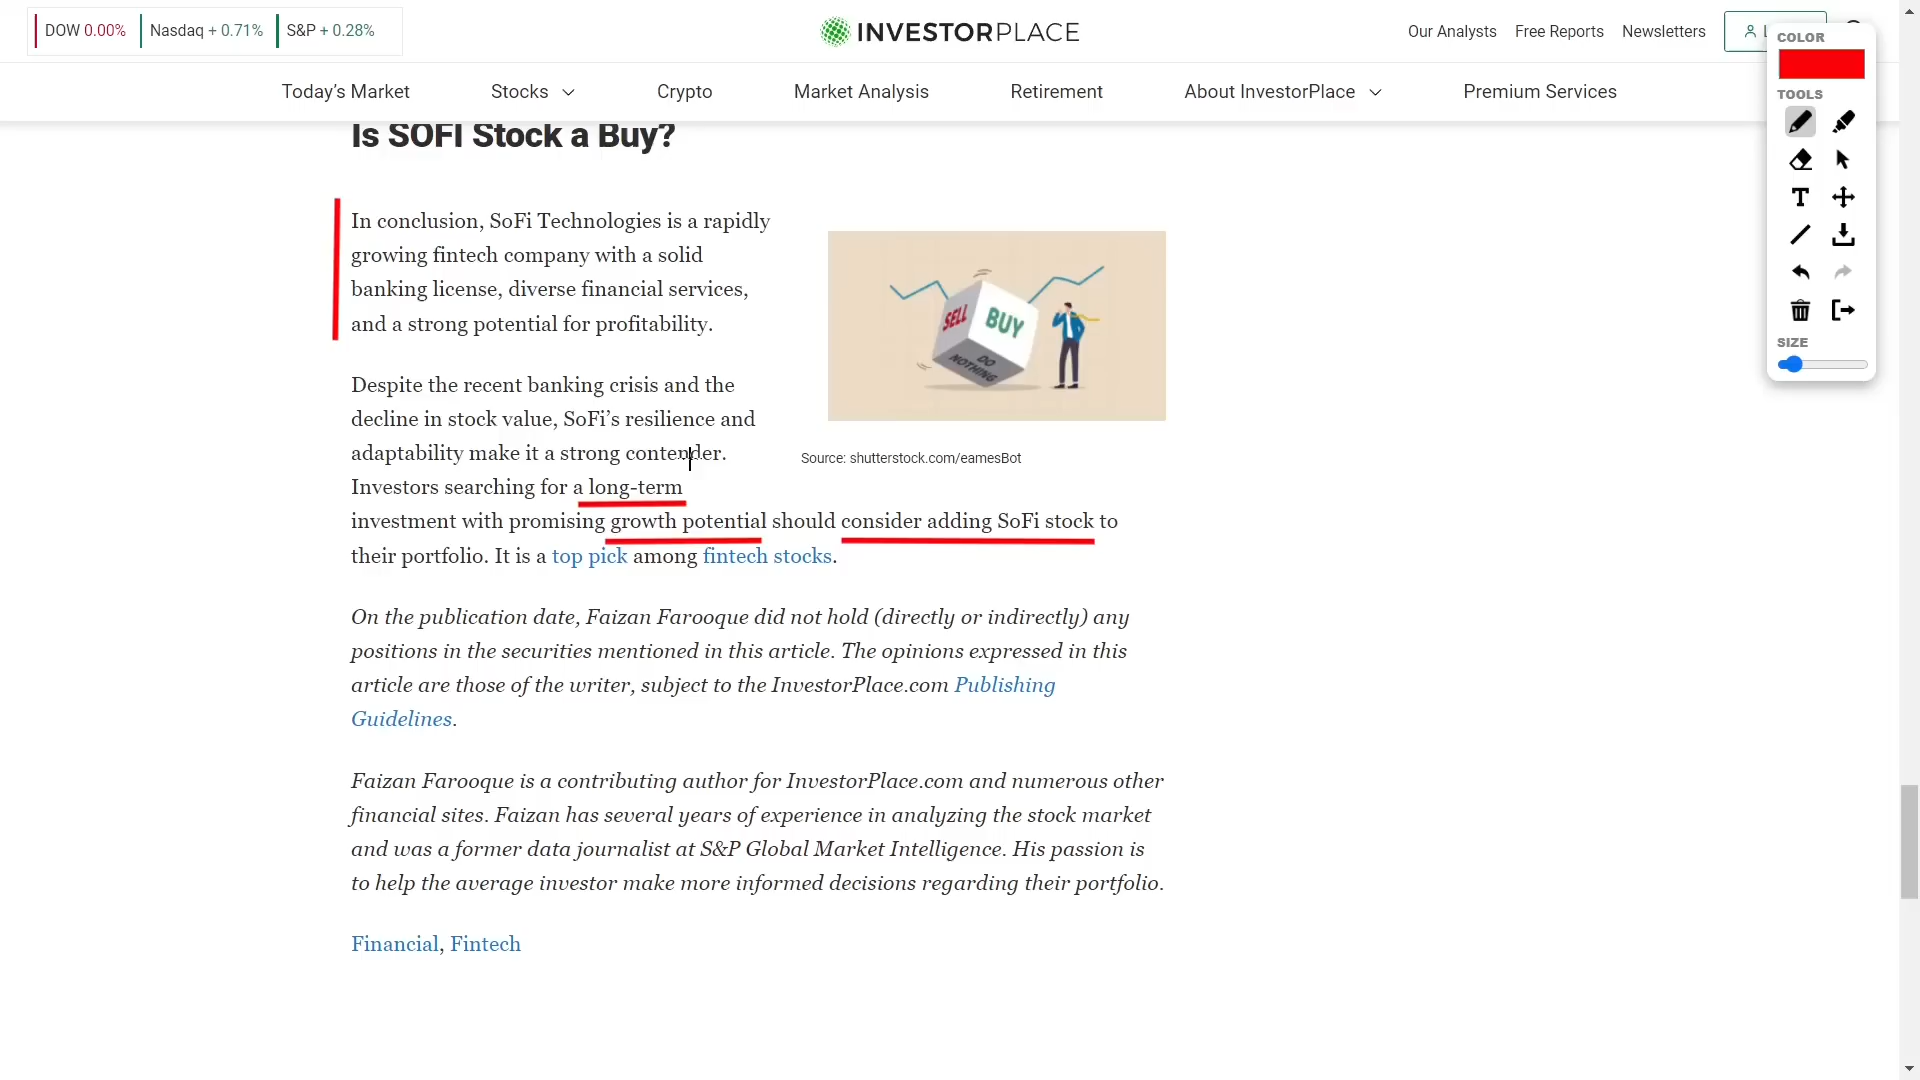 DOW 0.00% Nasdaq + 0.71% S&P + 0.28%
INVESTORPLACE
Our Analysts Free Reports Newsletters
Today’s Market Stocks Crypto Market Analysis Retirement About InvestorPlace Premium Services
COLOR
TOOLS
SIZE
Is SOFI Stock a Buy?
In conclusion, SoFi Technologies is a rapidly
growing fintech company with a solid
banking license, diverse financial services,
and a strong potential for profitability.
SELL
BUY
DO
NOTHING
Source: shutterstock.com/eamesBot
Despite the recent banking crisis and the
decline in stock value, SoFi’s resilience and
adaptability make it a strong contender.
Investors searching for a long-term
investment with promising growth potential should consider adding SoFi stock to
their portfolio. It is a top pick among fintech stocks.
On the publication date, Faizan Farooque did not hold (directly or indirectly) any
positions in the securities mentioned in this article. The opinions expressed in this
article are those of the writer, subject to the InvestorPlace.com Publishing
Guidelines.
Faizan Farooque is a contributing author for InvestorPlace.com and numerous other
financial sites. Faizan has several years of experience in analyzing the stock market
and was a former data journalist at S&P Global Market Intelligence. His passion is
to help the average investor make more informed decisions regarding their portfolio.
Financial, Fintech